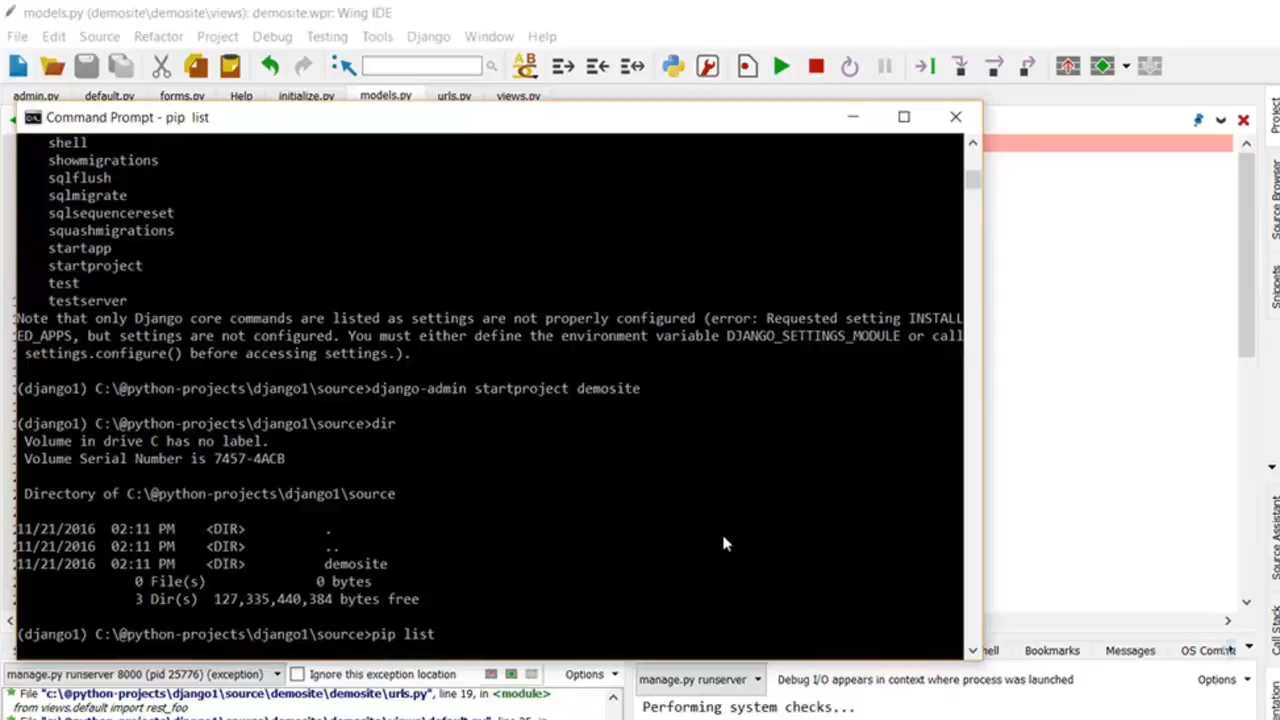 models.py (demosite\demosite\views): demosite.wpr: Wing IDE
File Edit Source Refactor Project Debug Testing Tools Django Window Help
admin.py default.py forms.py Help initialize.py models.py urls.py views.py
Command Prompt - pip list
shell
showmigrations
sqlflush
sqlmigrate
sqlsequencereset
squashmigrations
startapp
startproject
test
testserver
Note that only Django core commands are listed as settings are not properly configured (error: Requested setting INSTALL
ED_APPS, but settings are not configured. You must either define the environment variable DJANGO_SETTINGS_MODULE or call
settings.configure() before accessing settings.).
(django1) C:\@python-projects\django1\source>django-admin startproject demosite
(django1) C:\@python-projects\django1\source>dir
Volume in drive C has no label.
Volume Serial Number is 7457-4ACB
Directory of C:\@python-projects\django1\source
11/21/2016 02:11 PM <DIR> .
11/21/2016 02:11 PM <DIR> ..
11/21/2016 02:11 PM <DIR> demosite
0 File(s) 0 bytes
3 Dir(s) 127,335,440,384 bytes free
(django1) C:\@python-projects\django1\source>pip list
Project
Source Browser
Snippets
Source Assistant
Call Stack
Bookmarks Messages OS
manage.py runserver 8000 (pid 25776) (exception) Ignore this exception location Options
File "c:\@python-projects\django1\source\demosite\demosite\urls.py", line 19, in <module>
from views.default import rest_foo
manage.py runserver Debug I/O appears in context where process was launched Options
Performing system checks...